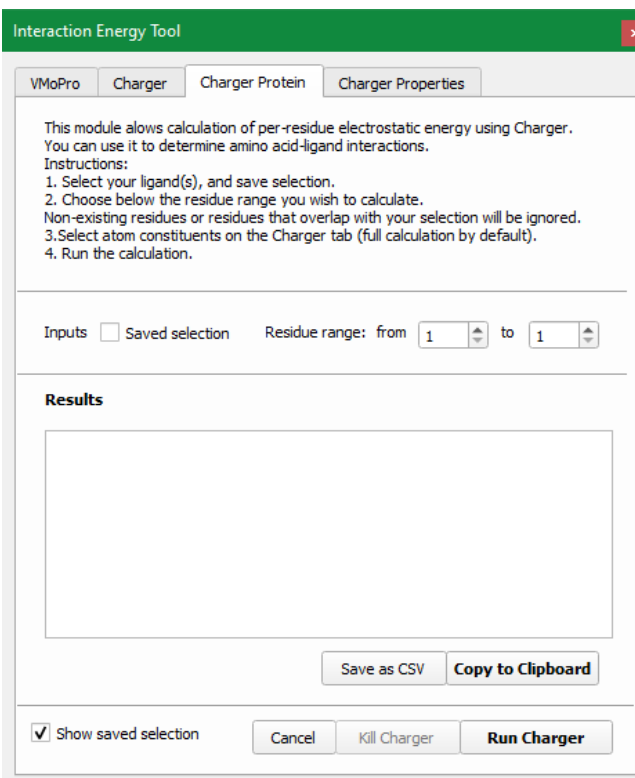 Interaction Energy Tool
VMoPro Charger Charger Protein Charger Properties
This module alows calculation of per-residue electrostatic energy using Charger.
You can use it to determine amino acid-ligand interactions.
Instructions:
1. Select your ligand(s), and save selection.
2. Choose below the residue range you wish to calculate.
Non-existing residues or residues that overlap with your selection will be ignored.
3.Select atom constituents on the Charger tab (full calculation by default).
4. Run the calculation.
Inputs Saved selection Residue range: from 1 to 1
Results
Save as CSV Copy to Clipboard
Show saved selection Cancel Kill Charger Run Charger